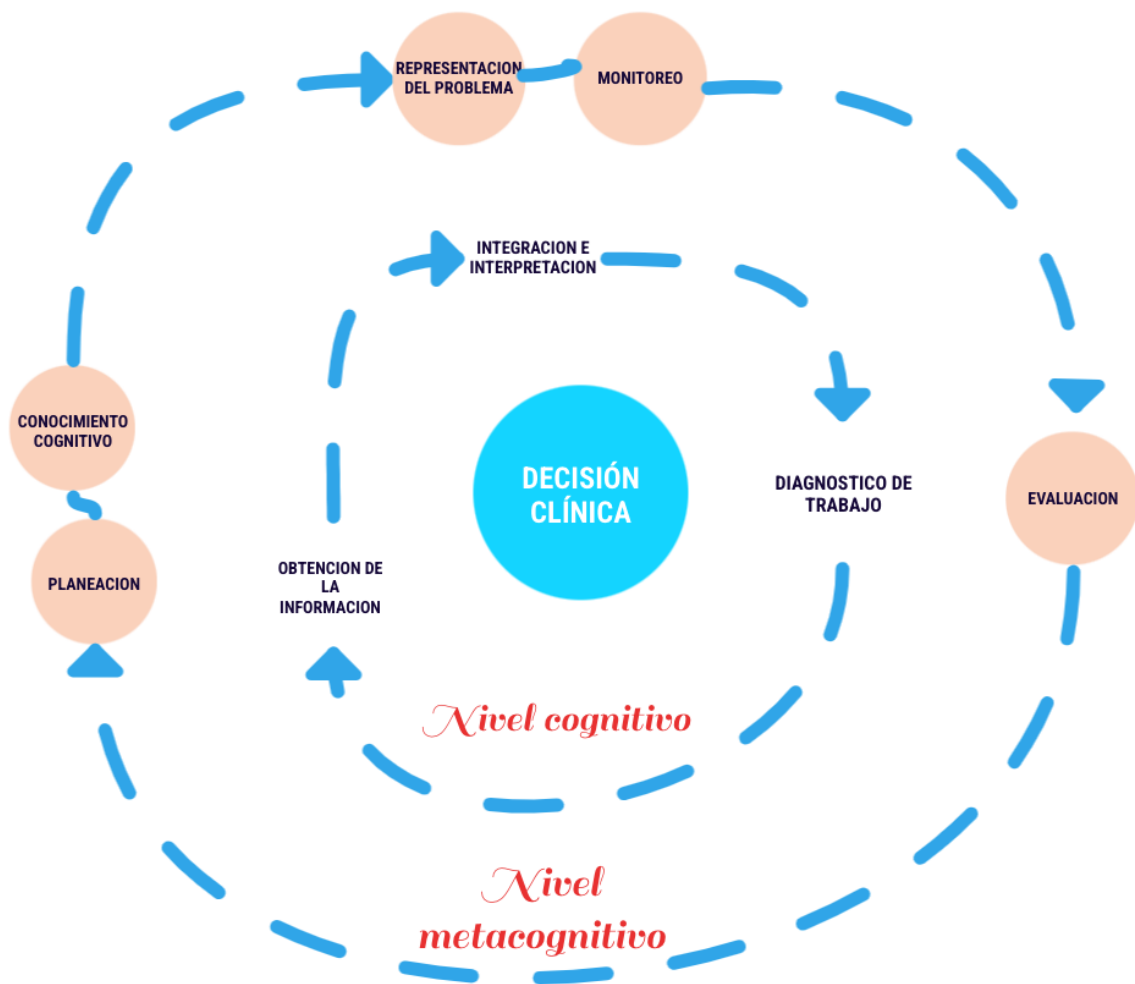 REPRESENTACION
DEL PROBLEMA
MONITOREO
INTEGRACION E
INTERPRETACION
CONOCIMIENTO
COGNITIVO
DECISIÓN
CLÍNICA
DIAGNOSTICO DE
TRABAJO
EVALUACION
PLANEACION
OBTENCION DE
LA
INFORMACION
Nivel cognitivo
Nivel
metacognitivo